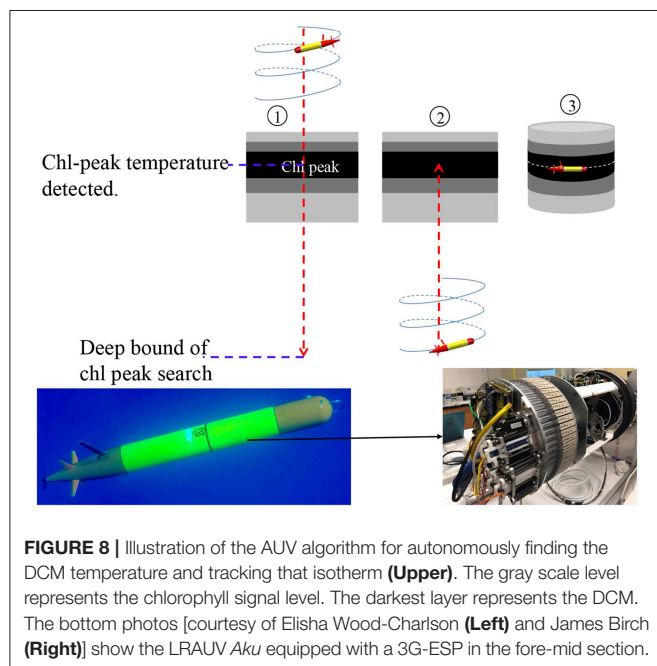 ①
②
③
Chl-peak temperature
detected.
Chl peak
Deep bound of
chl peak search
FIGURE 8 | Illustration of the AUV algorithm for autonomously finding the
DCM temperature and tracking that isotherm (Upper). The gray scale level
represents the chlorophyll signal level. The darkest layer represents the DCM.
The bottom photos [courtesy of Elisha Wood-Charlson (Left) and James Birch
(Right)] show the LRAUV Aku equipped with a 3G-ESP in the fore-mid section.